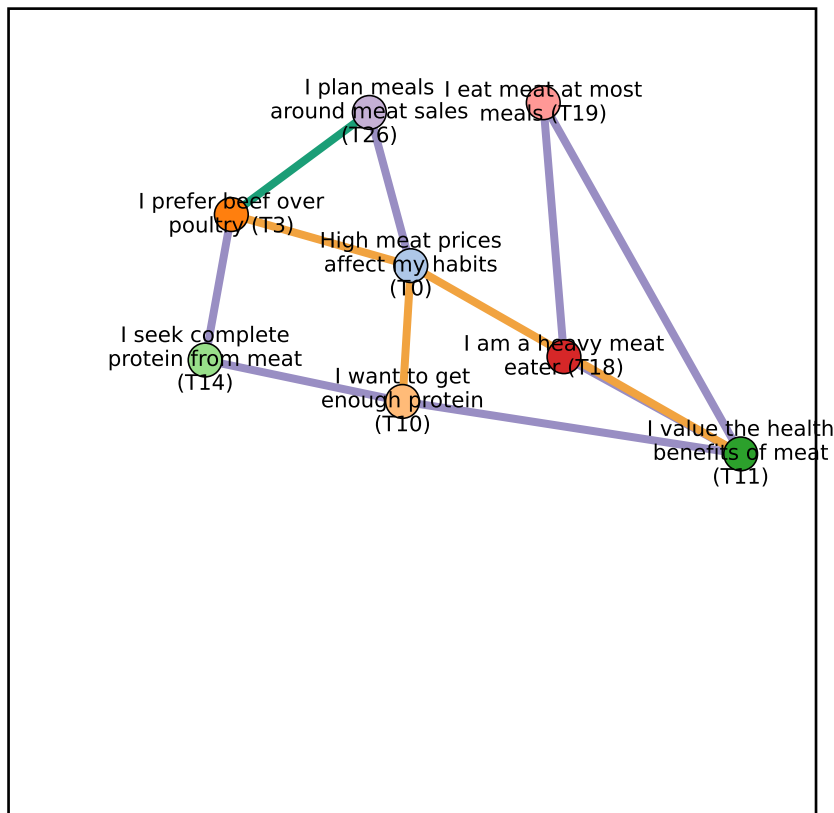 I plan meals
around meat sales
(T26)
I eat meat at most
meals (T19)
I prefer beef over
poultry (T3)
High meat prices
affect my habits
(T0)
I seek complete
protein from meat
(T14)
I am a heavy meat
eater (T18)
I want to get
enough protein
(T10)
I value the health
benefits of meat
(T11)